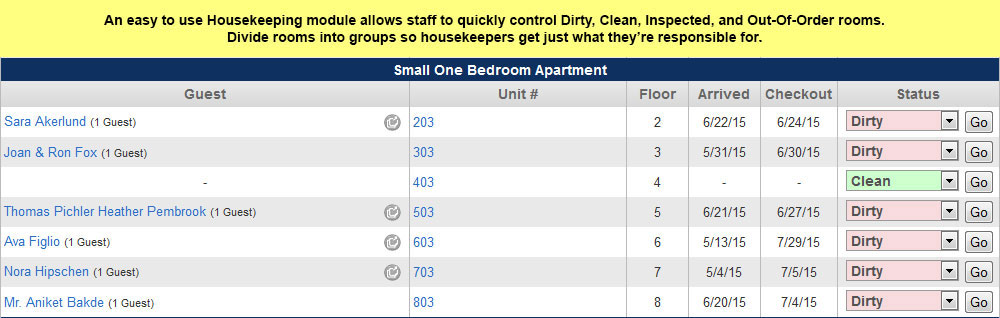 An easy to use Housekeeping module allows staff to quickly control Dirty, Clean, Inspected, and Out-Of-Order rooms.
Divide rooms into groups so housekeepers get just what they’re responsible for.
Small One Bedroom Apartment
Guest Unit # Floor Arrived Checkout Status
Sara Akerlund (1 Guest) 203 2 6/22/15 6/24/15 Dirty Go
Joan & Ron Fox (1 Guest) 303 3 5/31/15 6/30/15 Dirty Go
- 403 4 - - Clean Go
Thomas Pichler Heather Pembrook (1 Guest) 503 5 6/21/15 6/27/15 Dirty Go
Ava Figlio (1 Guest) 603 6 5/13/15 7/29/15 Dirty Go
Nora Hipschen (1 Guest) 703 7 5/4/15 7/5/15 Dirty Go
Mr. Aniket Bakde (1 Guest) 803 8 6/20/15 7/4/15 Dirty Go